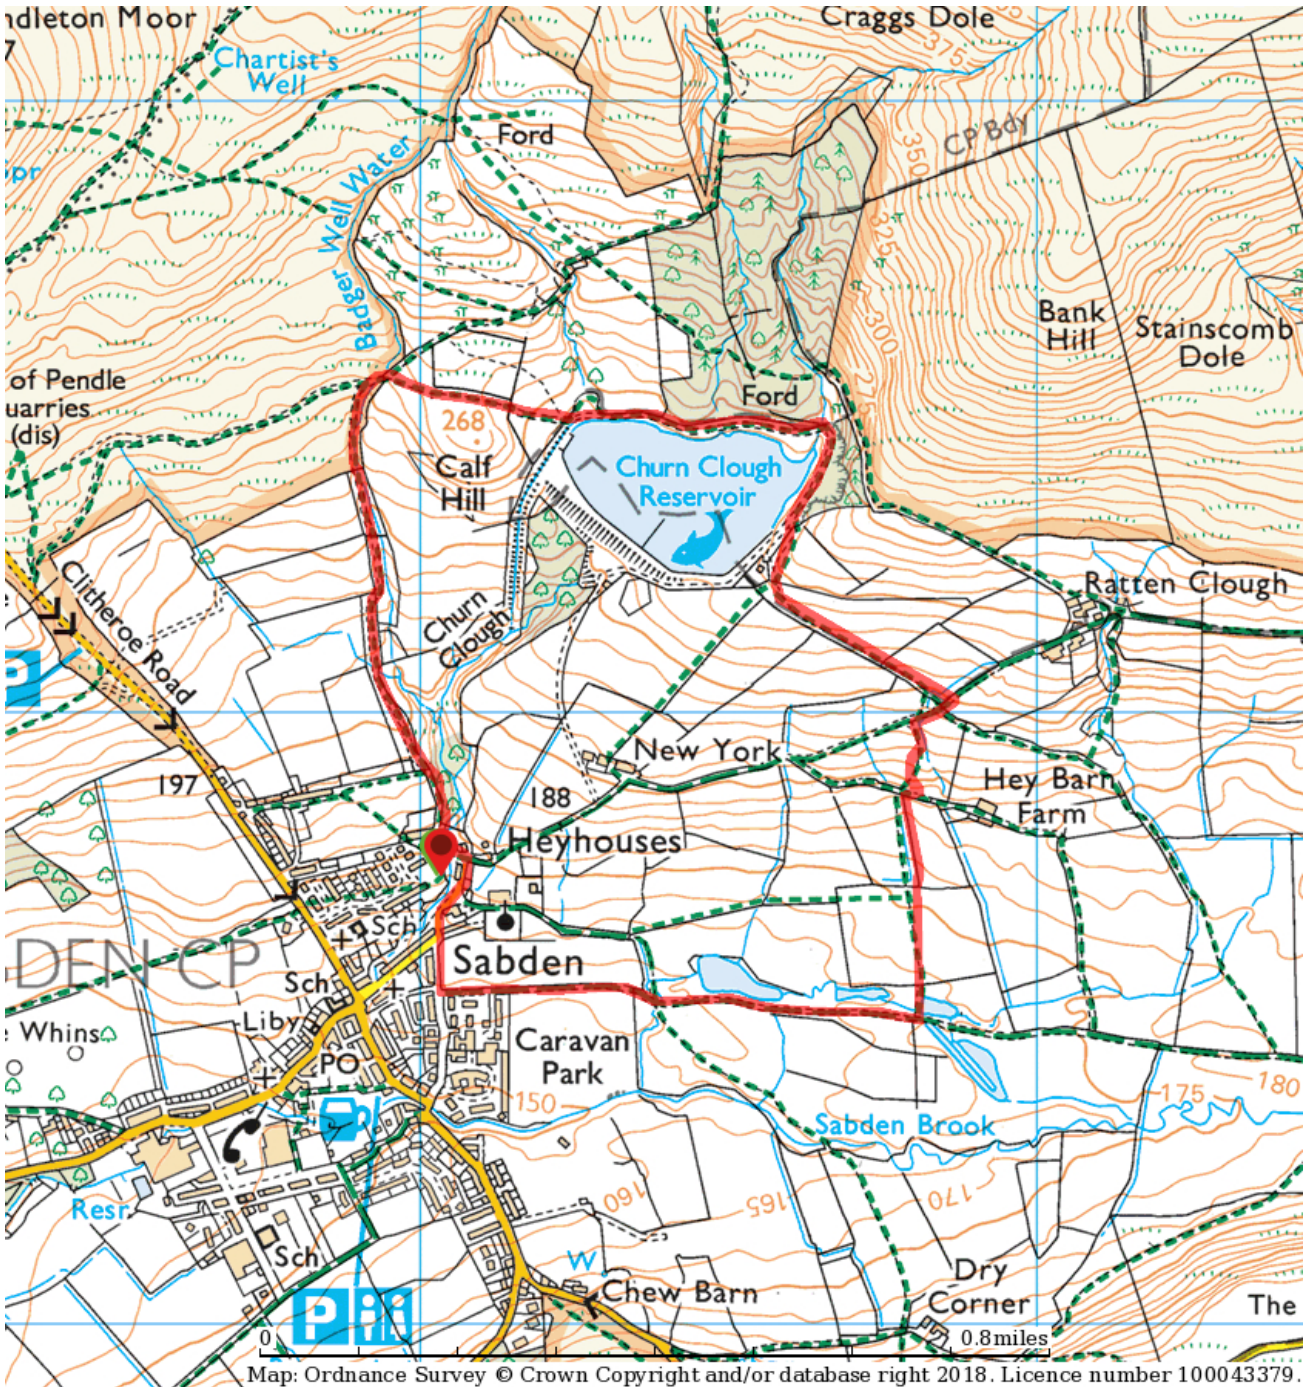 ndleton Moor
7
Chartist's
Well
Craggs Dole
375
Ford
CP Bdy
350
Badger Well Water
325
300
275
Bank
Hill
Stainscomb
Dole
of Pendle
uarries
(dis)
268
Calf
Hill
Ford
Churn Clough
Reservoir
Clitheroe Road
Churn
Clough
Ratten Clough
P
197
New York
188
Hey Barn
Farm
Heyhouses
DEN CP
Sch
Sabden
Sch
Liby
Whins
PO
Caravan
Park
150
175
180
Sabden Brook
160
165
170
Resr
Sch
W
Chew Barn
Dry
Corner
The
P
0
0.8miles
Map: Ordnance Survey © Crown Copyright and/or database right 2018. Licence number 100043379.